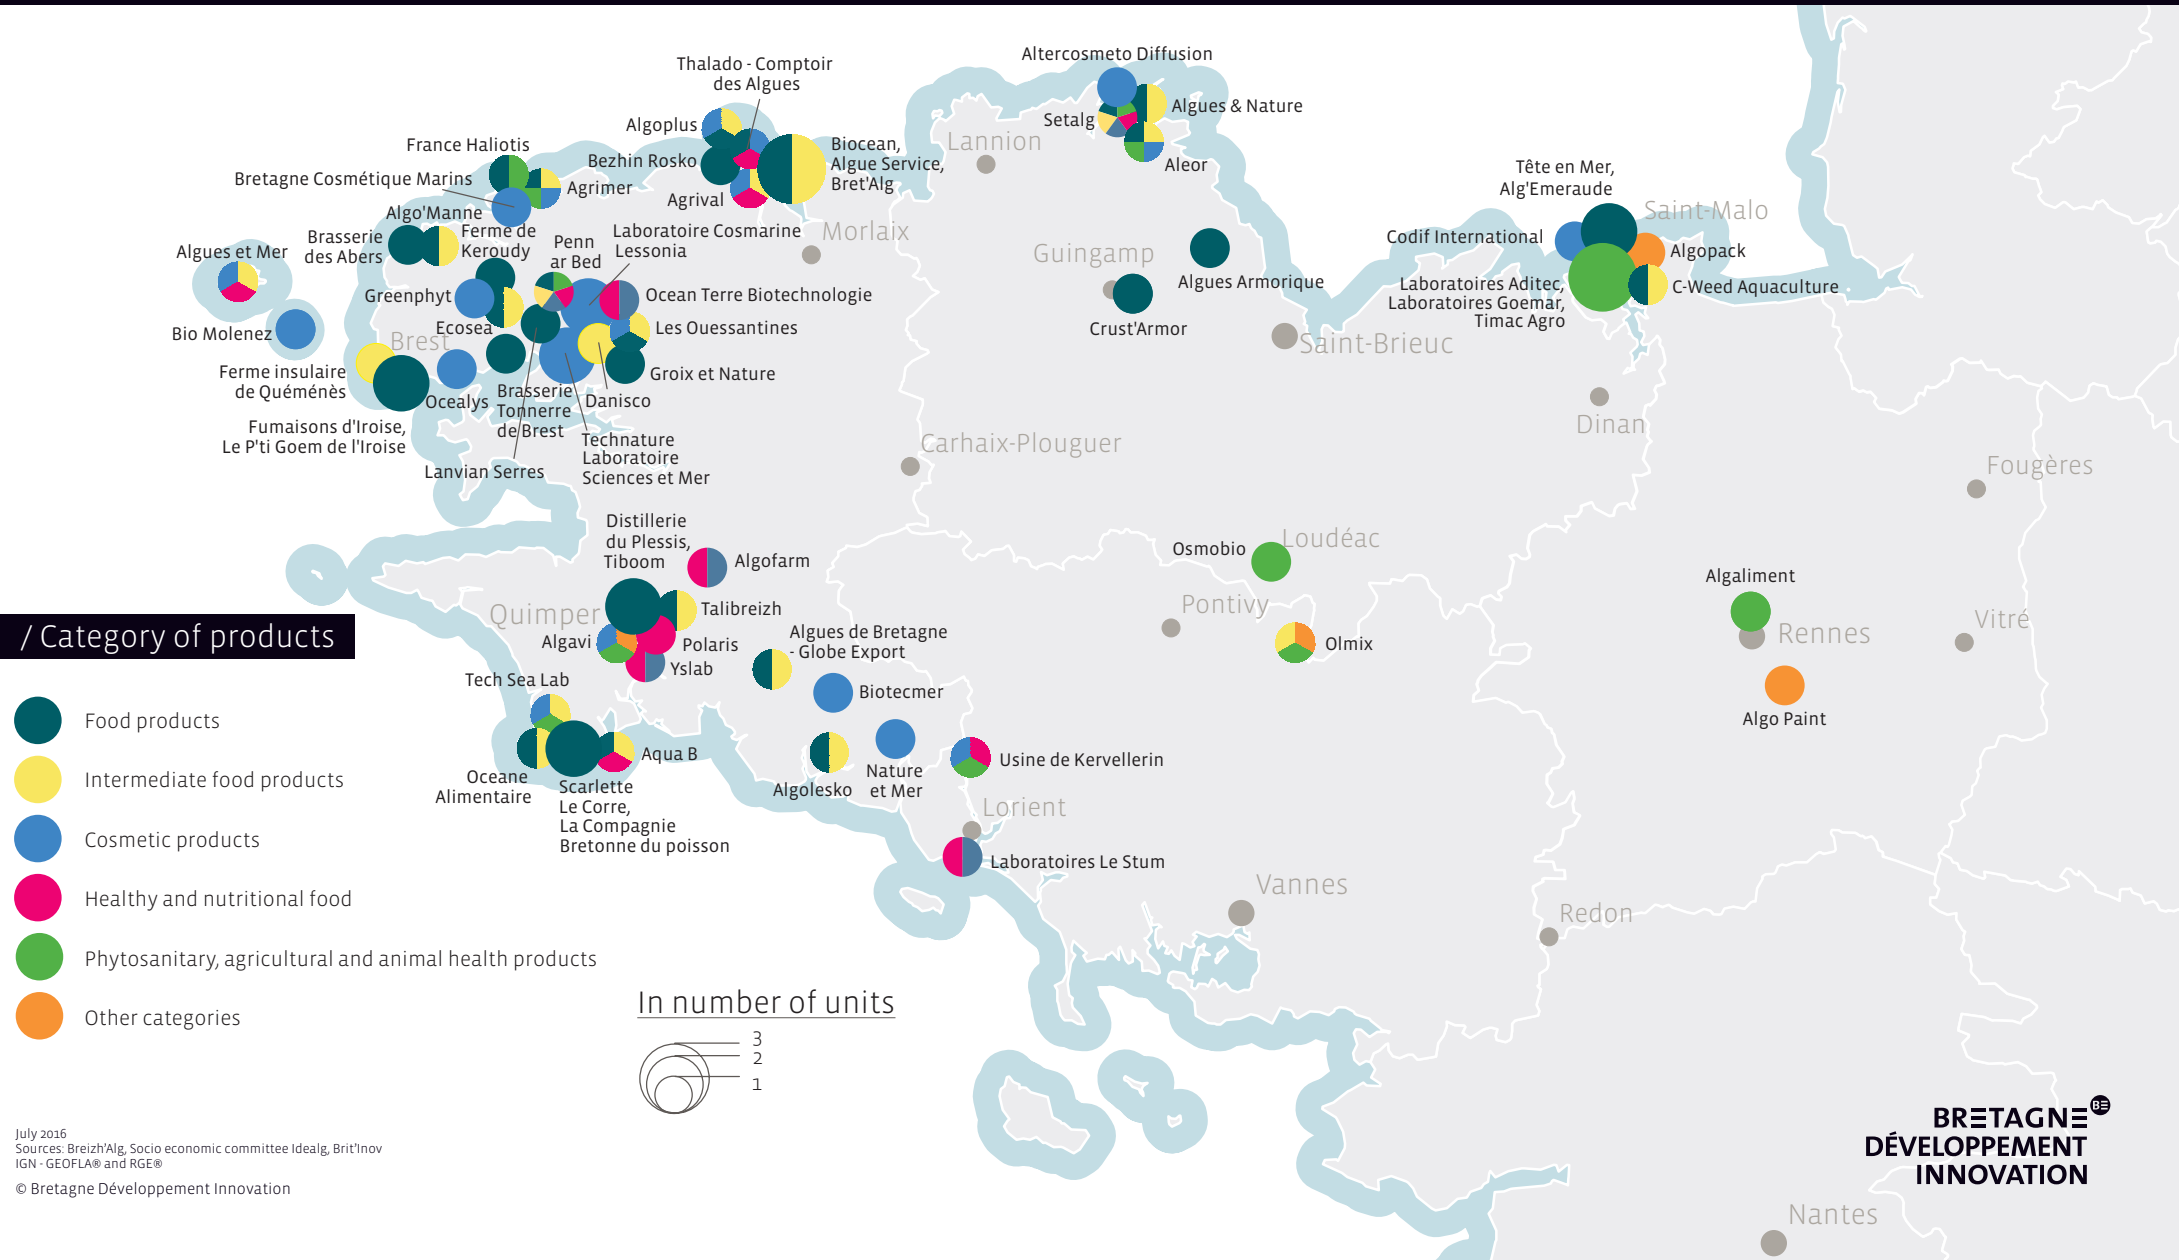 Thalado - Comptoir
des Algues
Altercosmeto Diffusion
Algoplus
Algues & Nature
Setalg
France Haliotis
Biocean,
Algue Service,
Bret'Alg
Lannion
Bezhin Rosko
Aleor
Tête en Mer,
Alg'Emeraude
Bretagne Cosmétique Marins
Agrimer
Agrival
Saint-Malo
Algo'Manne
Ferme de
Keroudy
Penn
ar Bed
Laboratoire Cosmarine
Lessonia
Morlaix
Brasserie
des Abers
Codif International
Algues et Mer
Guingamp
Algopack
Algues Armorique
Laboratoires Aditec,
Laboratoires Goemar,
Timac Agro
C-Weed Aquaculture
Greenphyt
Ocean Terre Biotechnologie
Ecosea
Les Ouessantines
Crust'Armor
Bio Molenez
Brest
Saint-Brieuc
Ferme insulaire
de Quéménès
Groix et Nature
Ocealys
Brasserie
Tonnerre
de Brest
Danisco
Dinan
Fumaisons d'Iroise,
Le P'ti Goem de l'Iroise
Technature
Laboratoire
Sciences et Mer
Carhaix-Plouguer
Lanvian Serres
Fougères
Distillerie
du Plessis,
Tiboom
Algofarm
Osmobio
Loudéac
Algaliment
Quimper
Talibreizh
Pontivy
Vitré
Rennes
Algavi
Polaris
Algues de Bretagne
- Globe Export
Olmix
Yslab
Tech Sea Lab
Biotecmer
Algo Paint
Aqua B
Usine de Kervellerin
Oceane
Alimentaire
Scarlette
Le Corre,
La Compagnie
Bretonne du poisson
Algolesko
Nature
et Mer
Lorient
Laboratoires Le Stum
Vannes
Redon
Nantes
/ Category of products
Food products
Intermediate food products
Cosmetic products
Healthy and nutritional food
Phytosanitary, agricultural and animal health products
Other categories
In number of units
3
2
1
July 2016
Sources: Breizh'Alg, Socio economic committee Idealg, Brit'Inov
IGN - GEOFLA® and RGE®
© Bretagne Développement Innovation
BE
BRETAGNE
DÉVELOPPEMENT
INNOVATION